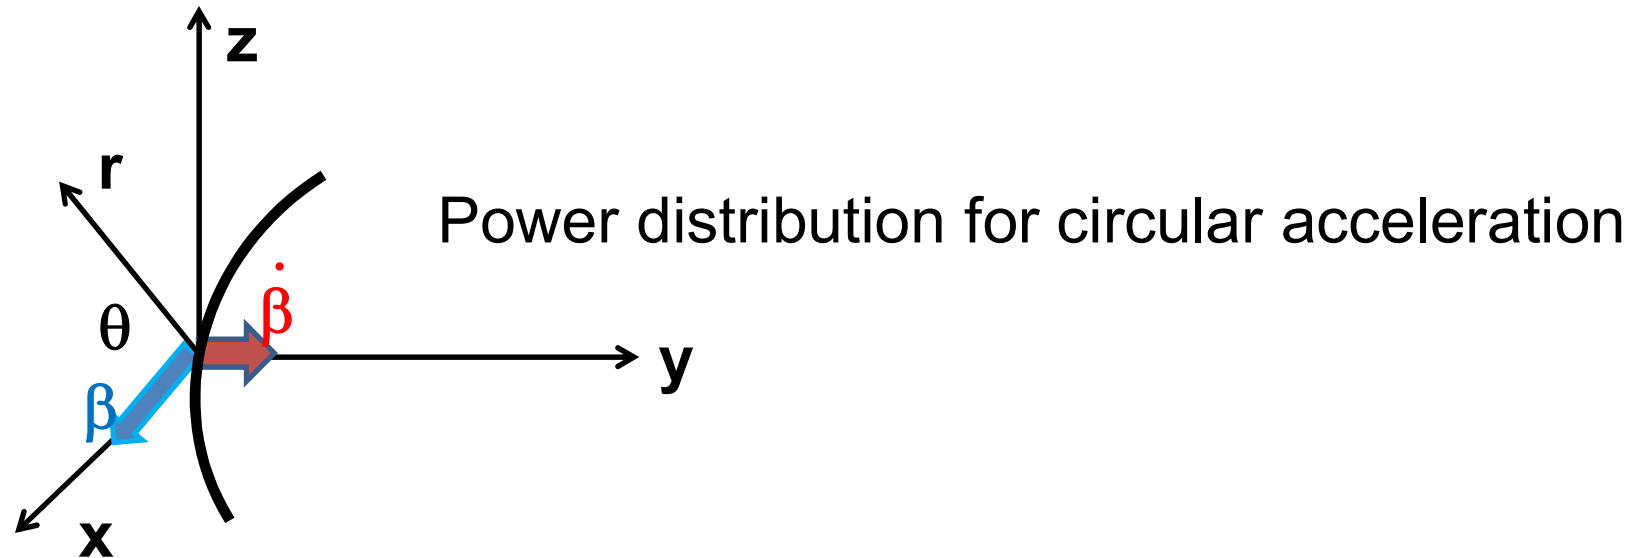 z
r
Power distribution for circular acceleration
θ
β̇
y
β
x